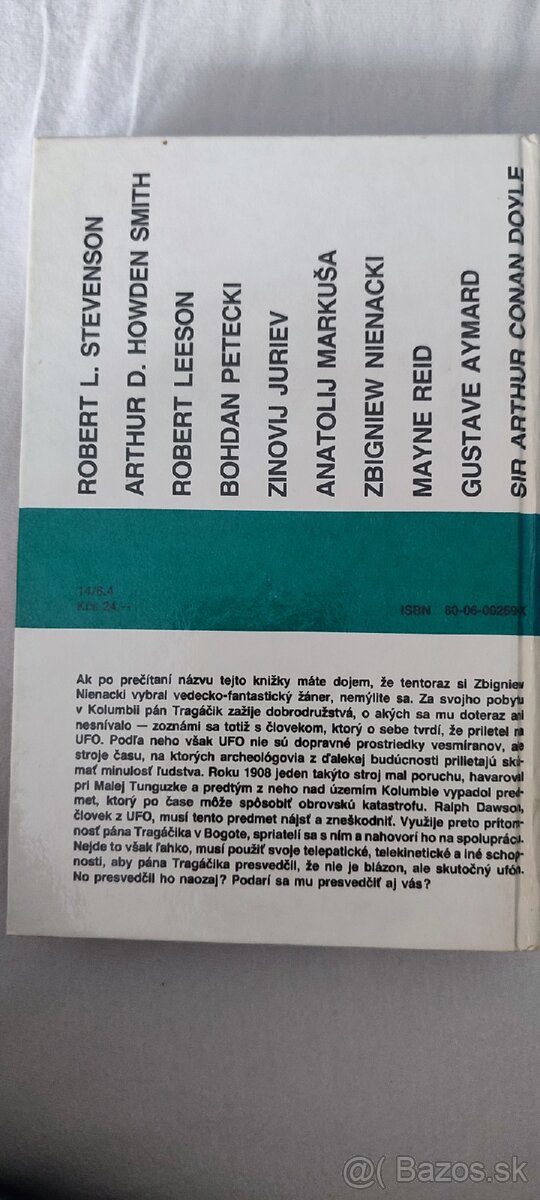 ROBERT L. STEVENSON
ARTHUR D. HOWDEN SMITH
ROBERT LEESON
BOHDAN PETECKI
ZINOVIJ JURIEV
ANATOLIJ MARKUŠA
ZBIGNIEW NIENACKI
MAYNE REID
GUSTAVE AYMARD
SIR ARTHUR CONAN DOYLE
14/6.4
Kčs 24.—
ISBN 80-06-00269-X
Ak po prečítaní názvu tejto knižky máte dojem, že tentoraz si Zbigniew
Nienacki vybral vedecko-fantastický žáner, nemýlite sa. Za svojho pobytu
v Kolumbii pán Tragáčik zažije dobrodružstvá, o akých sa mu doteraz ani
nesnívalo — zoznámi sa totiž s človekom, ktorý o sebe tvrdí, že priletel na
UFO. Podľa neho však UFO nie sú dopravné prostriedky vesmíranov, ale
stroje času, na ktorých archeológovia z ďalekej budúcnosti prilietajú skú-
mať minulosť ľudstva. Roku 1908 jeden takýto stroj mal poruchu, havaroval
pri Malej Tunguzke a predtým z neho nad územím Kolumbie vypadol pred-
met, ktorý po čase môže spôsobiť obrovskú katastrofu. Ralph Dawson,
človek z UFO, musí tento predmet nájsť a zneškodniť. Využije preto prítom-
nosť pána Tragáčika v Bogote, spriatelí sa s ním a nahovorí ho na spoluprácu.
Nejde to však ľahko, musí použiť svoje telepatické, telekinetické a iné schop-
nosti, aby pána Tragáčika presvedčil, že nie je blázon, ale skutočný ufón.
No presvedčil ho naozaj? Podarí sa mu presvedčiť aj vás?
@( Bazos.sk